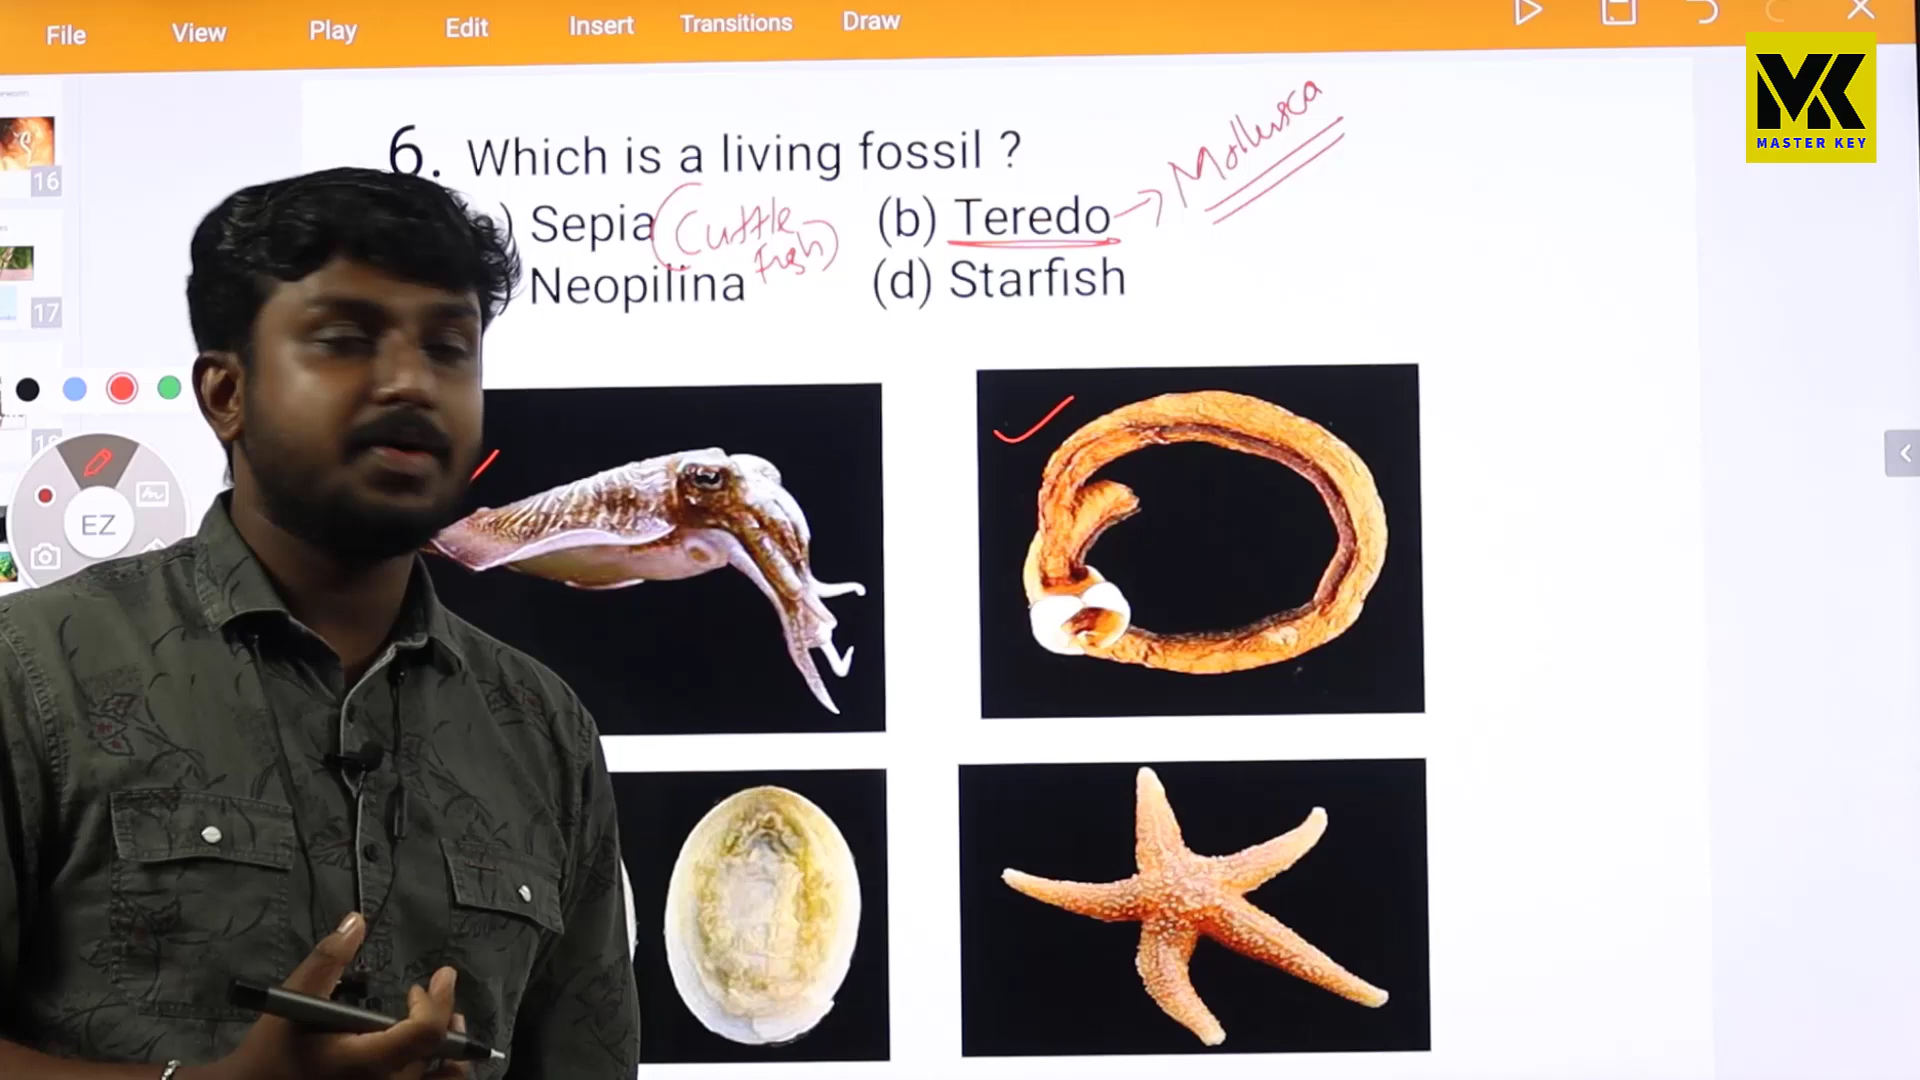 File View Play Edit Insert Transitions Draw
MK
MASTER KEY
6. Which is a living fossil ?
) Sepia (Cuttle Fish) (b) Teredo → Mollusca
) Neopilina (d) Starfish
16
17
EZ